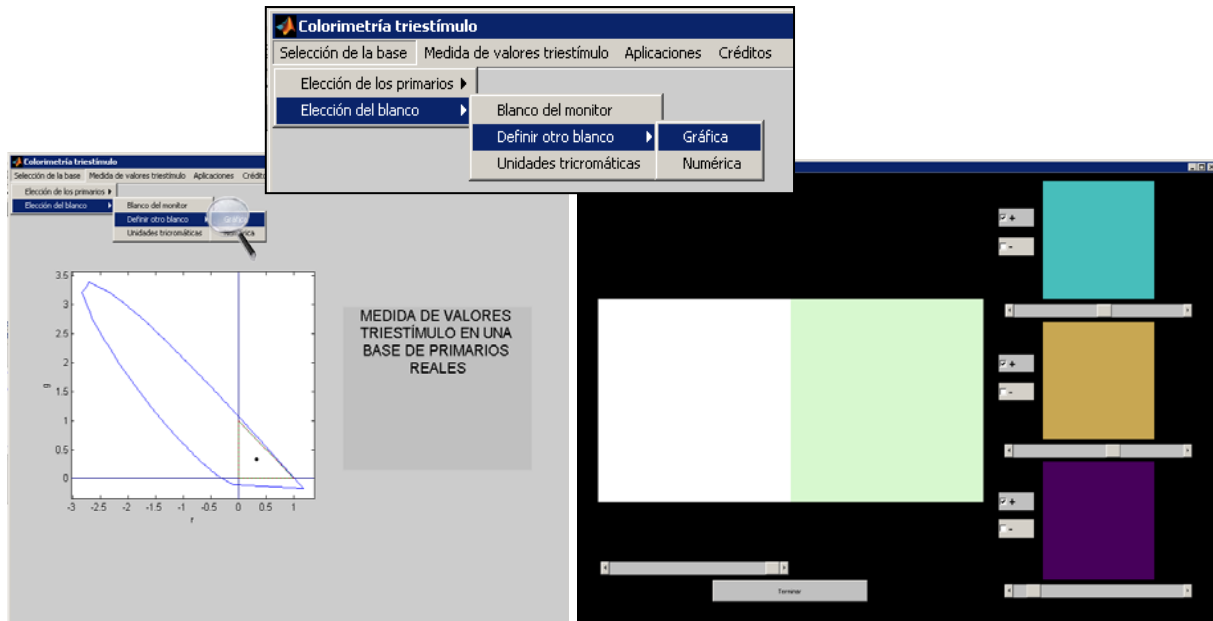 Colorimetría triestímulo
Selección de la base Medida de valores triestímulo Aplicaciones Créditos
Elección de los primarios
Elección del blanco
Blanco del monitor
Definir otro blanco
Gráfica
Unidades tricromáticas
Numérica
Colorimetría triestímulo
Selección de la base Medida de valores triestímulo Aplicaciones
Elección de los primarios
Elección del blanco
Blanco del monitor
Definir otro blanco
Gráfica
Unidades tricromáticas
Numérica
3.5
3
2.5
2
1.5
1
0.5
0
g
-3 -2.5 -2 -1.5 -1 -0.5 0 0.5 1
r
MEDIDA DE VALORES
TRIESTÍMULO EN UNA
BASE DE PRIMARIOS
REALES
+
-
+
-
+
-
Terminar